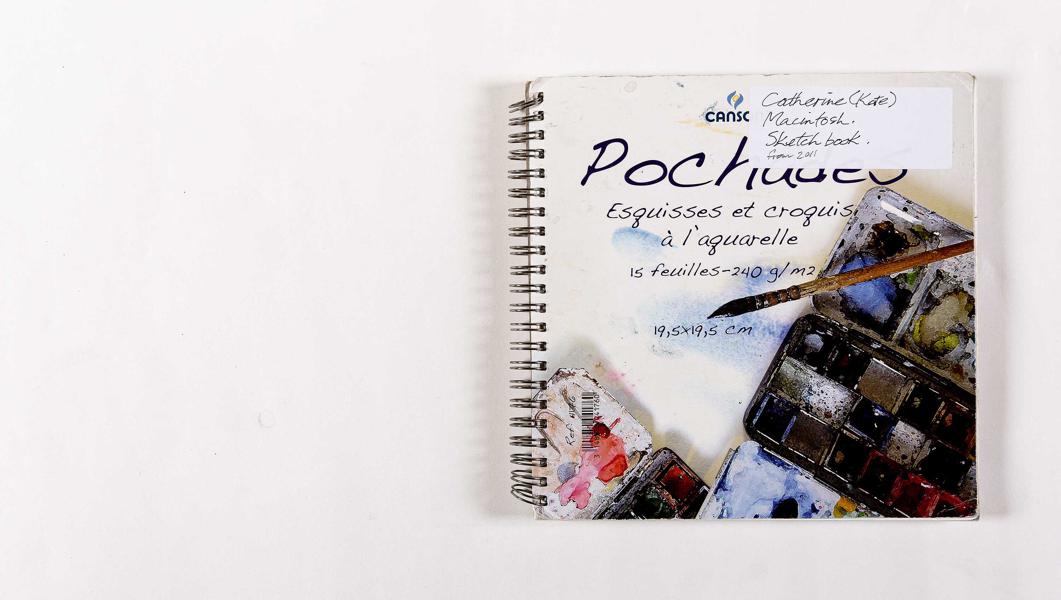 CANSO
Catherine (Kate)
Macintosh.
Sketch book.
from 2011
Pochades
Esquisses et croquis
à l'aquarelle
15 feuilles-240 g/m2
19,5x19,5 cm